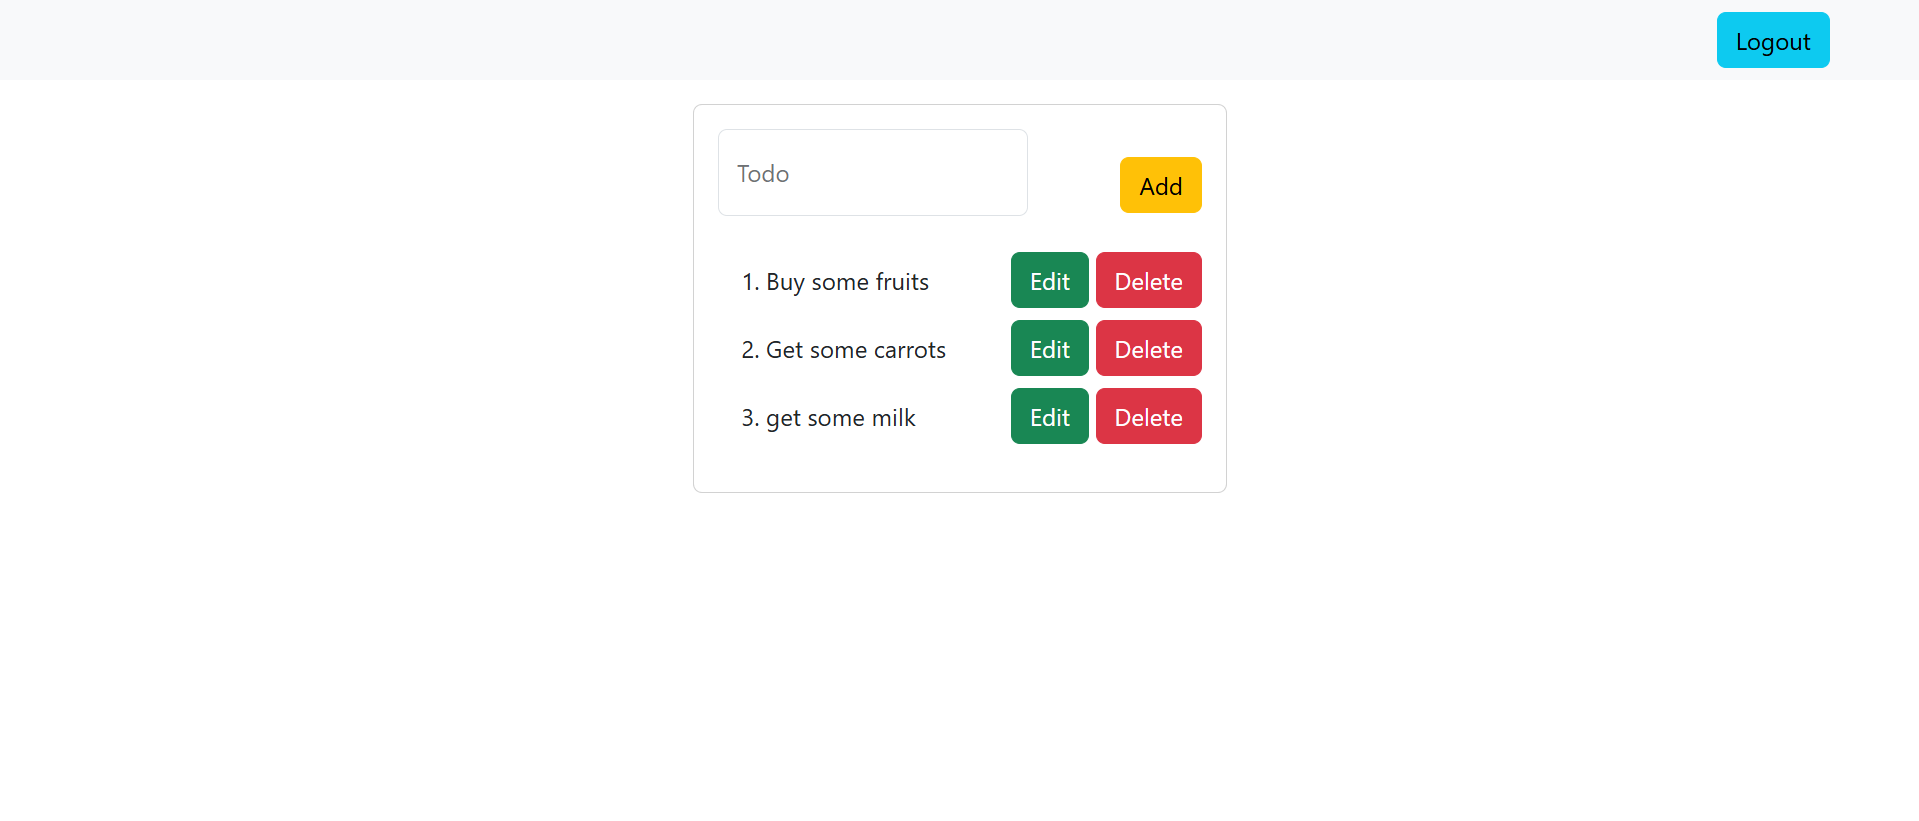 Logout
Todo
Add
1. Buy some fruits Edit Delete
2. Get some carrots Edit Delete
3. get some milk Edit Delete